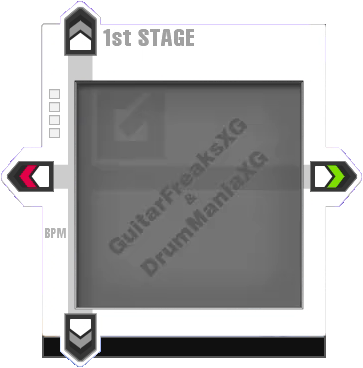 1st STAGE
GuitarFreaksXG
&
DrumManiaXG
BPM